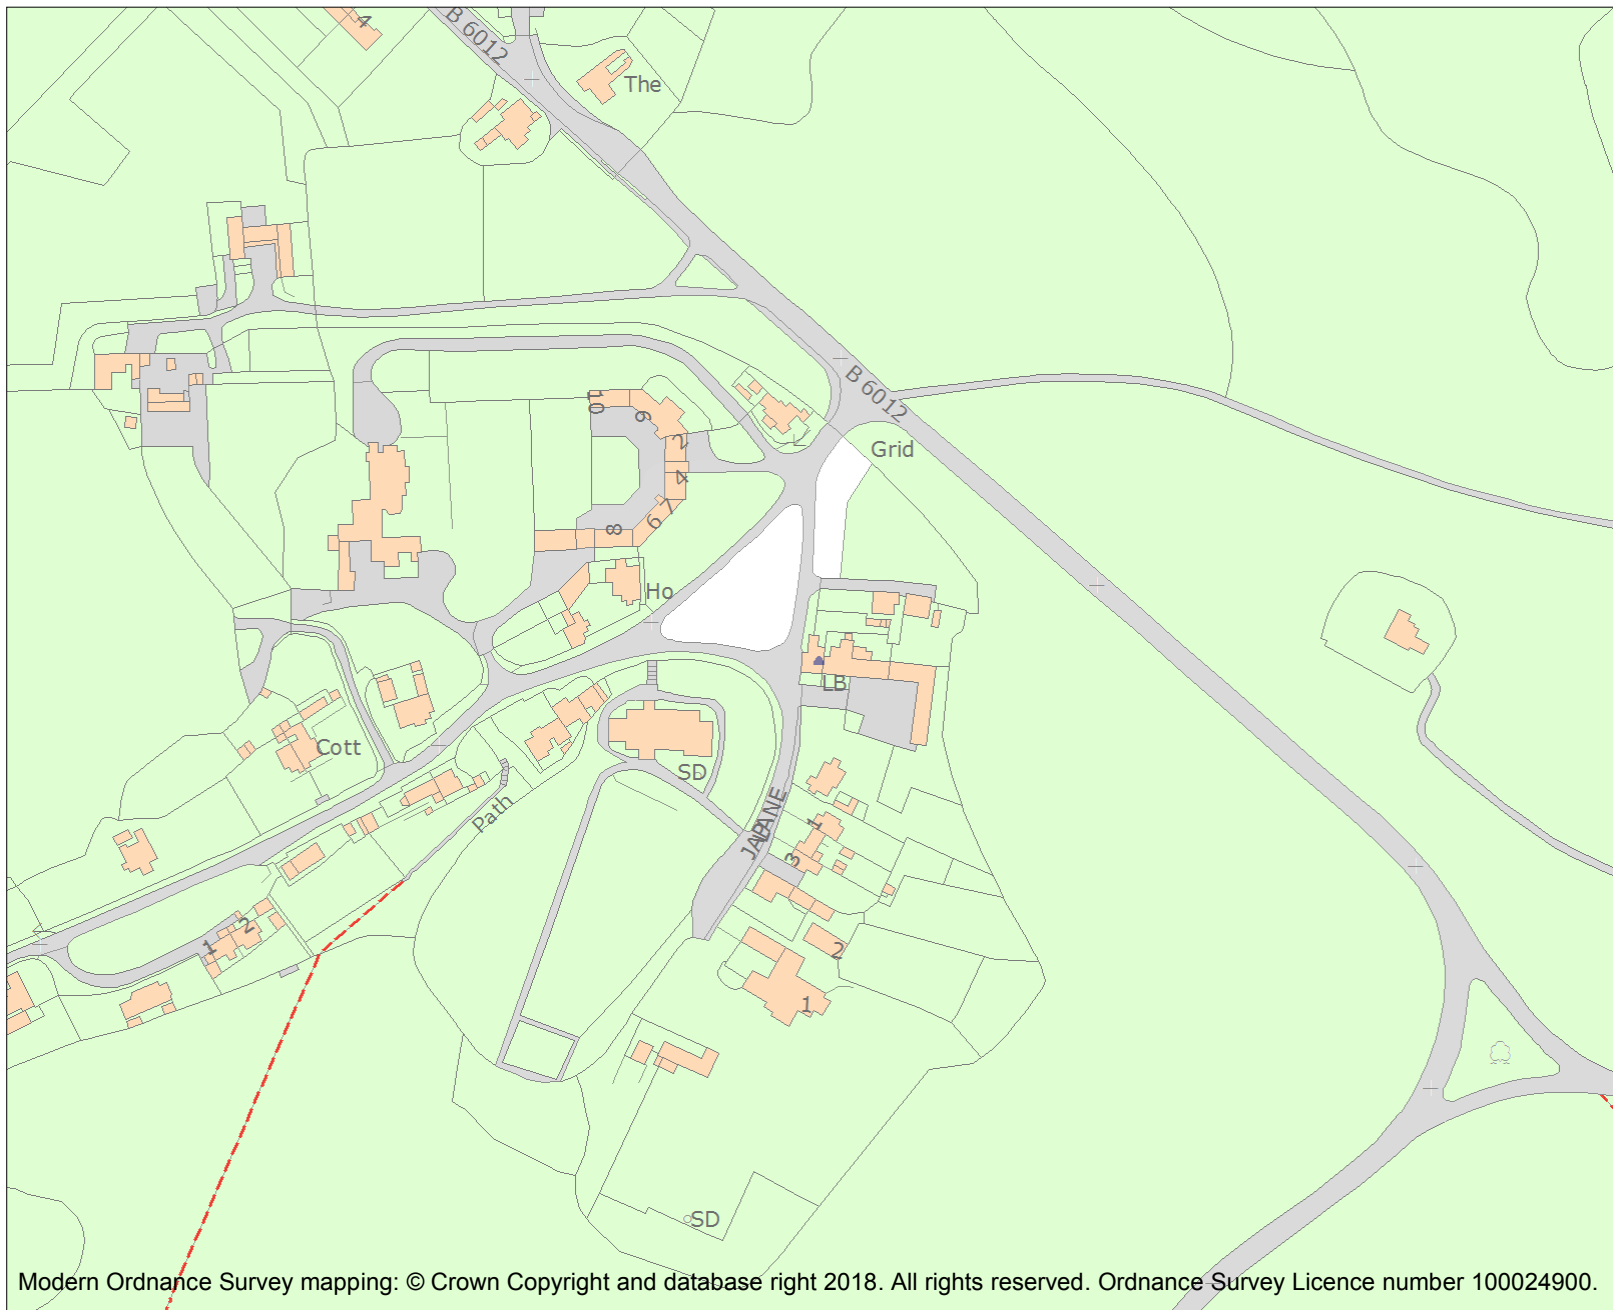 4
B 6012
The
B 6012
10
9
2
4
7
6
8
Grid
Ho
LB
Cott
SD
Path
LANE
1
3
2
1
2
1
SD
Modern Ordnance Survey mapping: © Crown Copyright and database right 2018. All rights reserved. Ordnance Survey Licence number 100024900.